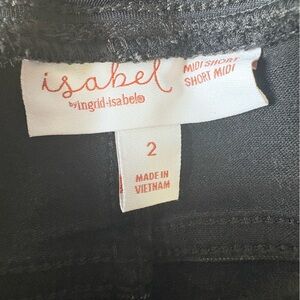 isabel
by ingrid+isabel®
MIDI SHORT
SHORT MIDI
2
MADE IN
VIETNAM